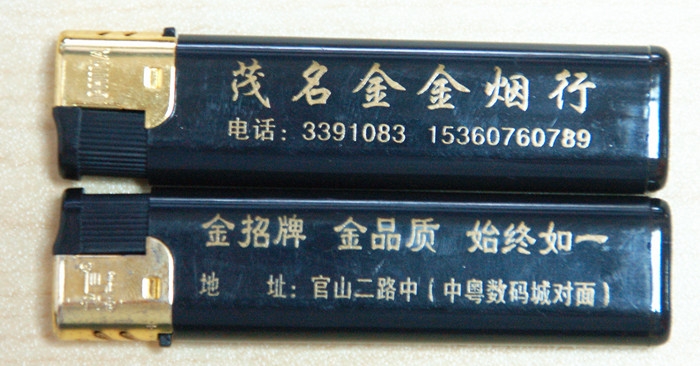 茂名金金烟行
电话：3391083 15360760789
金招牌 金品质 始终如一
地 址：官山二路中（中粤数码城对面）